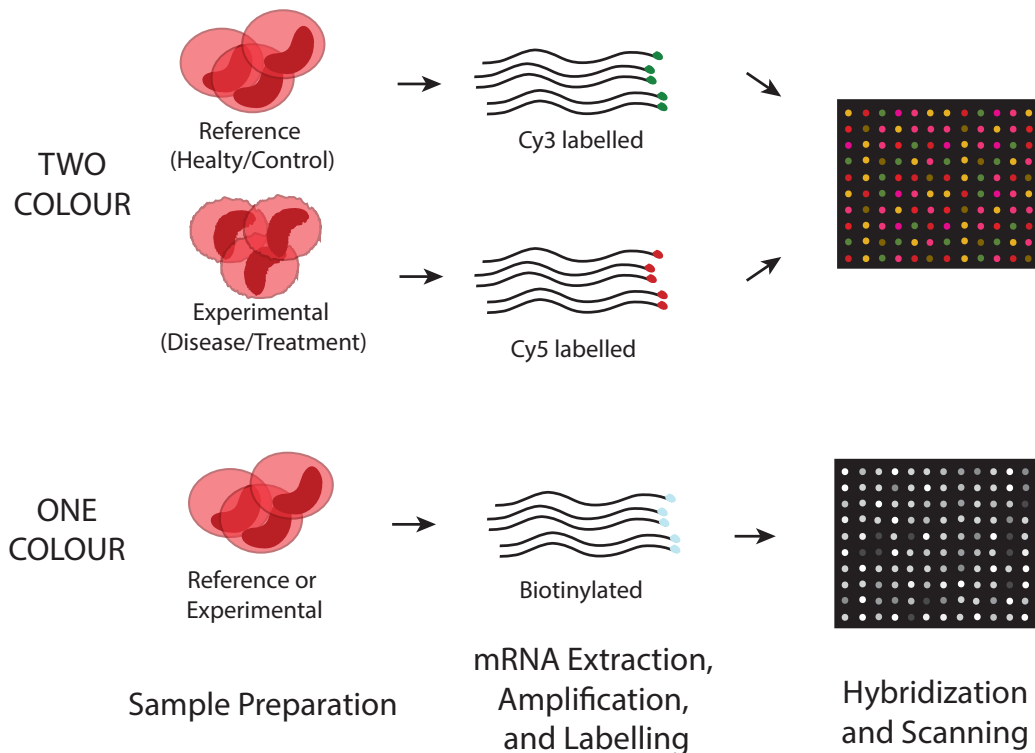 TWO
COLOUR
Reference
(Healty/Control)
Cy3 labelled
Experimental
(Disease/Treatment)
Cy5 labelled
ONE
COLOUR
Reference or
Experimental
Biotinylated
Sample Preparation
mRNA Extraction,
Amplification,
and Labelling
Hybridization
and Scanning